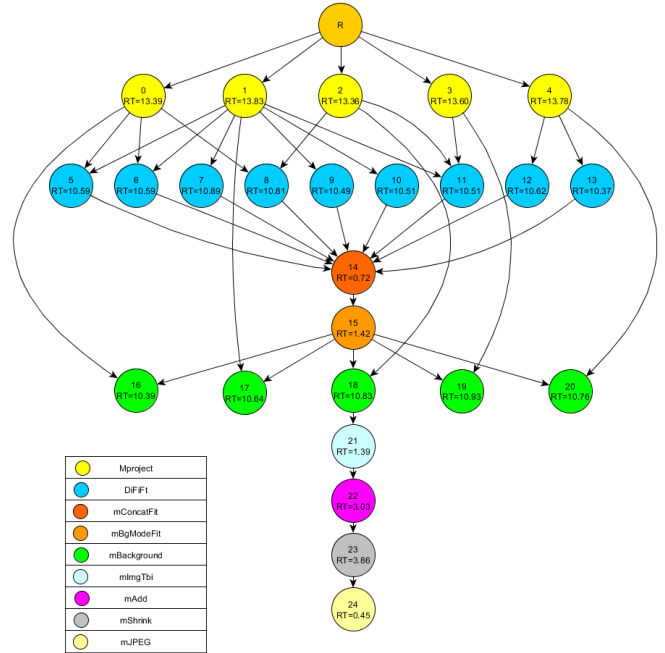 R
0
RT=13.39
1
RT=13.83
2
RT=13.36
3
RT=13.60
4
RT=13.78
5
RT=10.59
6
RT=10.59
7
RT=10.89
8
RT=10.81
9
RT=10.49
10
RT=10.51
11
RT=10.51
12
RT=10.62
13
RT=10.37
14
RT=0.72
15
RT=1.42
16
RT=10.39
17
RT=10.64
18
RT=10.83
19
RT=10.93
20
RT=10.76
21
RT=1.39
22
RT=3.03
23
RT=3.86
24
RT=0.45
Mproject
DiFiFt
mConcatFit
mBgModeFit
mBackground
mImgTbi
mAdd
mShrink
mJPEG